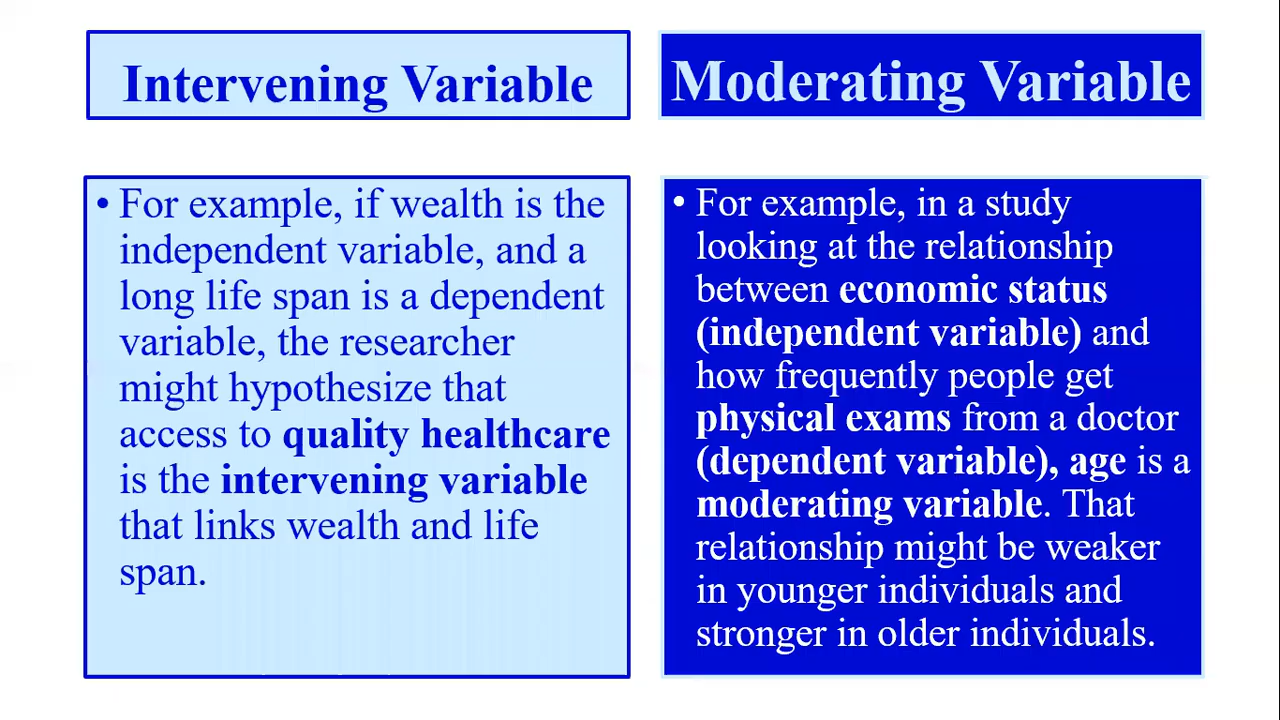 Intervening Variable
Moderating Variable
• For example, if wealth is the
independent variable, and a
long life span is a dependent
variable, the researcher
might hypothesize that
access to quality healthcare
is the intervening variable
that links wealth and life
span.
• For example, in a study
looking at the relationship
between economic status
(independent variable) and
how frequently people get
physical exams from a doctor
(dependent variable), age is a
moderating variable. That
relationship might be weaker
in younger individuals and
stronger in older individuals.